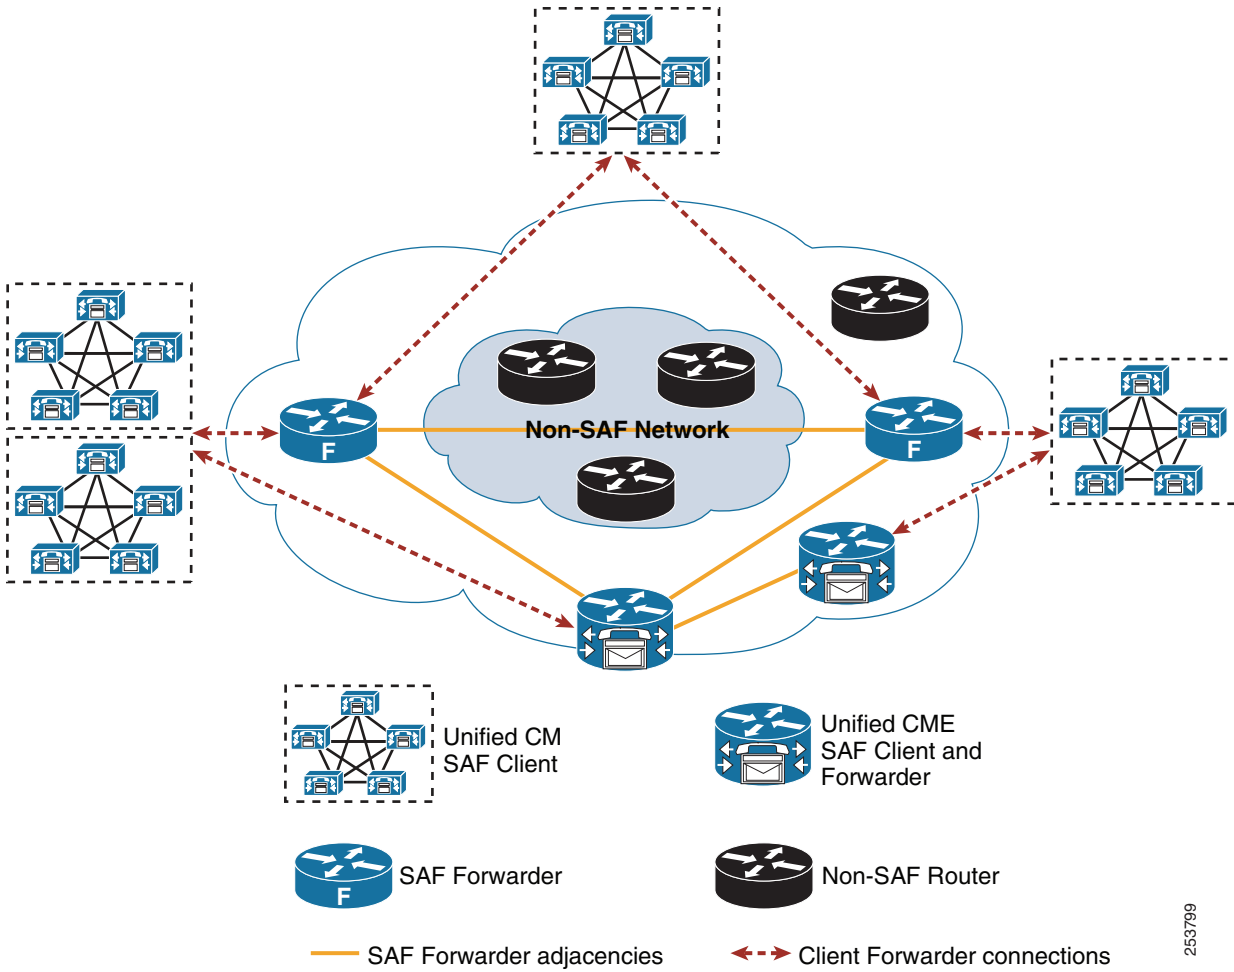 Non-SAF Network
F
F
Unified CM
SAF Client
Unified CME
SAF Client and
Forwarder
F
SAF Forwarder
Non-SAF Router
SAF Forwarder adjacencies
Client Forwarder connections
253799